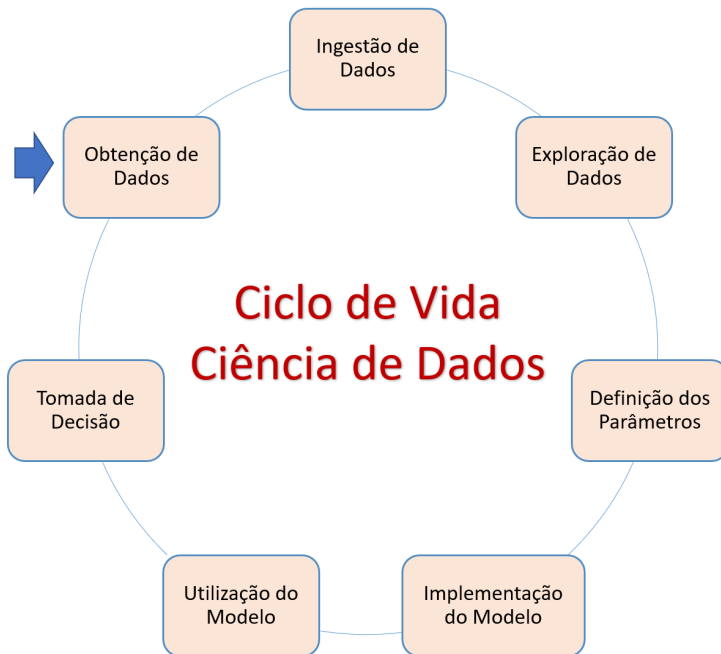 Ingestão de
Dados
Obtenção de
Dados
Exploração de
Dados
Ciclo de Vida
Ciência de Dados
Tomada de
Decisão
Definição dos
Parâmetros
Utilização do
Modelo
Implementação
do Modelo